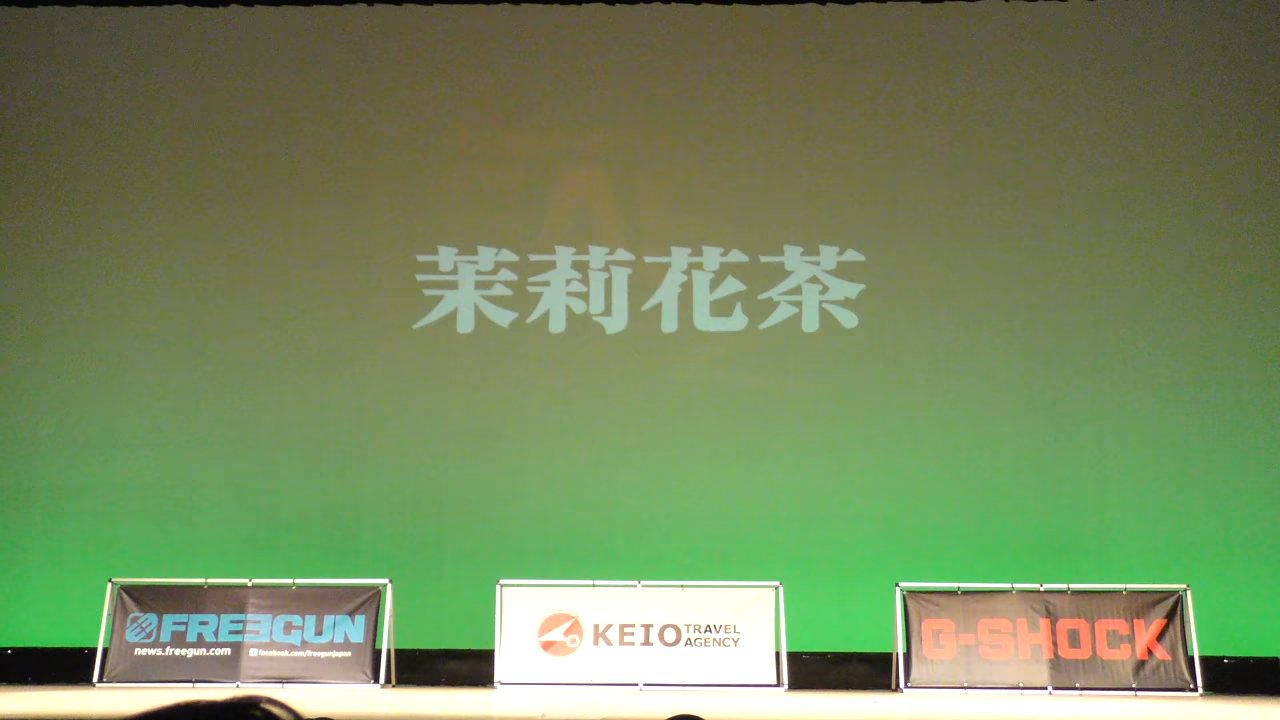 茉莉花茶
FREEGUN
news.freegun.com
facebook.com/freegunjapan
KEIO TRAVEL AGENCY
G-SHOCK